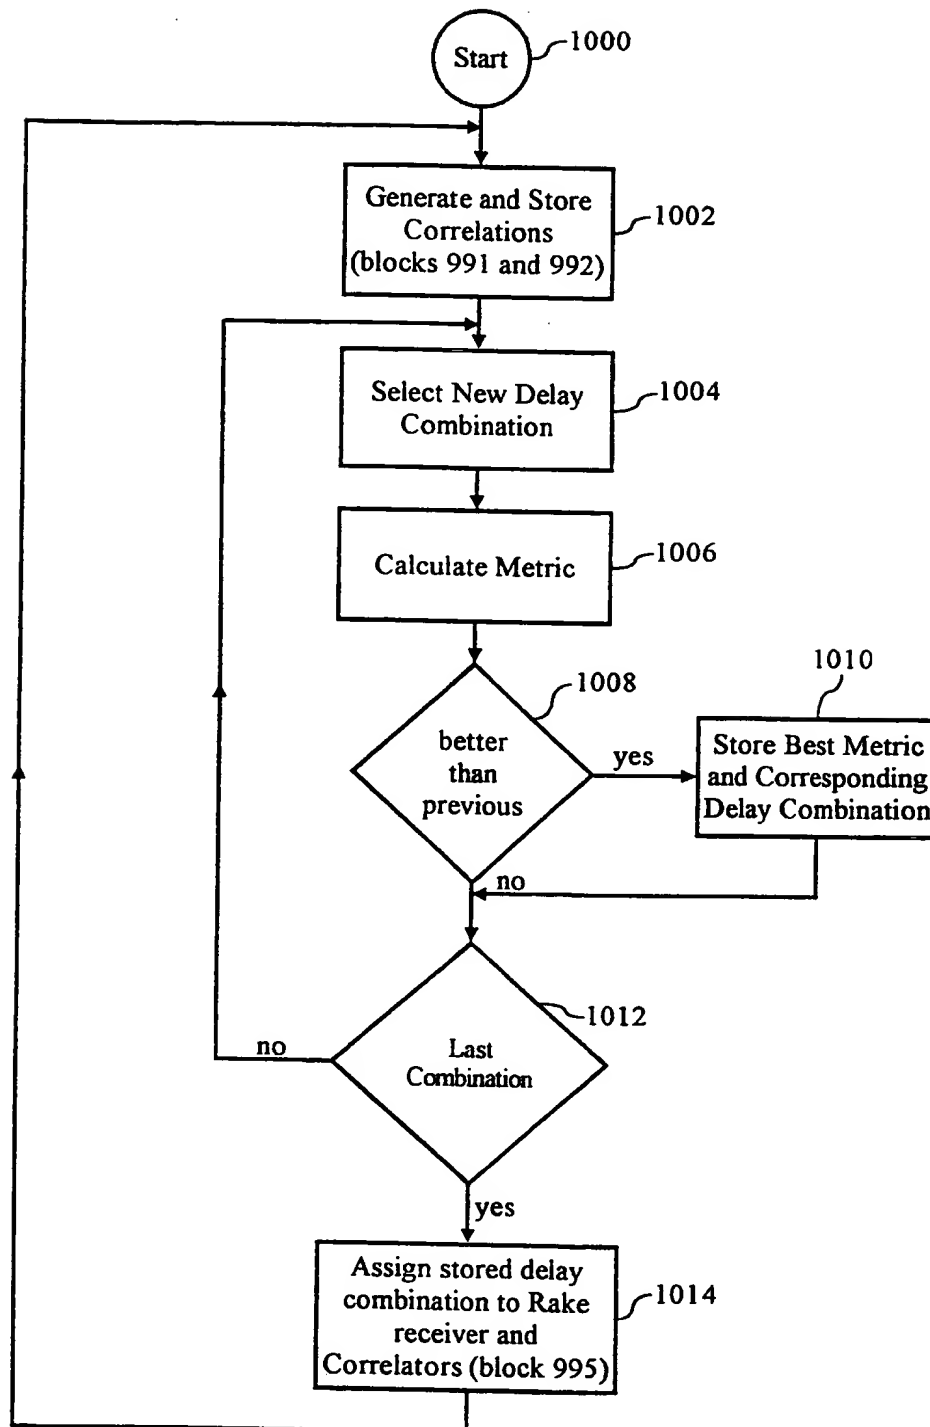 Start
1000
Generate and Store
Correlations
(blocks 991 and 992)
1002
Select New Delay
Combination
1004
Calculate Metric
1006
1008
better
than
previous
yes
1010
Store Best Metric
and Corresponding
Delay Combination
no
1012
Last
Combination
no
yes
Assign stored delay
combination to Rake
receiver and
Correlators (block 995)
1014